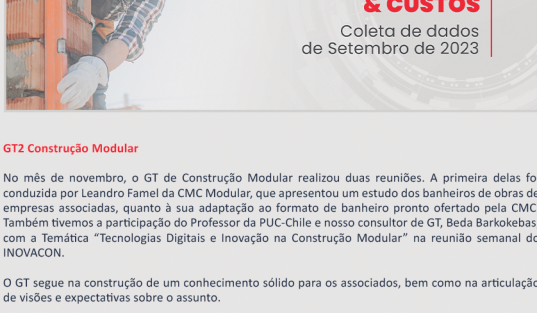 & CUSTOS
Coleta de dados
de Setembro de 2023
GT2 Construção Modular
No mês de novembro, o GT de Construção Modular realizou duas reuniões. A primeira delas fo
conduzida por Leandro Famel da CMC Modular, que apresentou um estudo dos banheiros de obras de
empresas associadas, quanto à sua adaptação ao formato de banheiro pronto ofertado pela CMC
Também tivemos a participação do Professor da PUC-Chile e nosso consultor de GT, Beda Barkokebas
com a Temática “Tecnologias Digitais e Inovação na Construção Modular” na reunião semanal do
INOVACON.
O GT segue na construção de um conhecimento sólido para os associados, bem como na articulação
de visões e expectativas sobre o assunto.